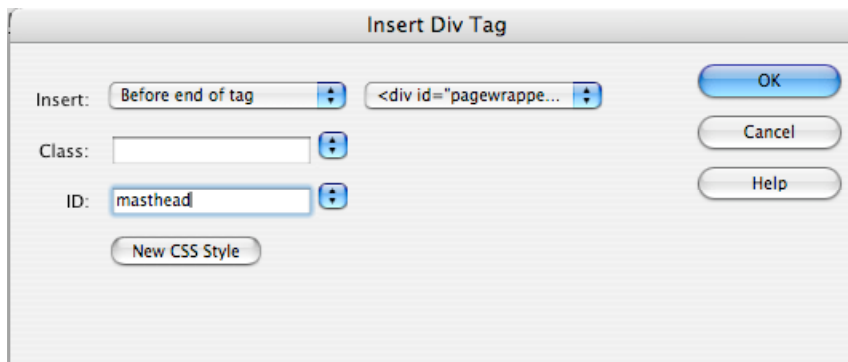 Insert Div Tag
Insert: Before end of tag <div id="pagewrappe... OK
Class: Cancel
ID: masthead Help
New CSS Style